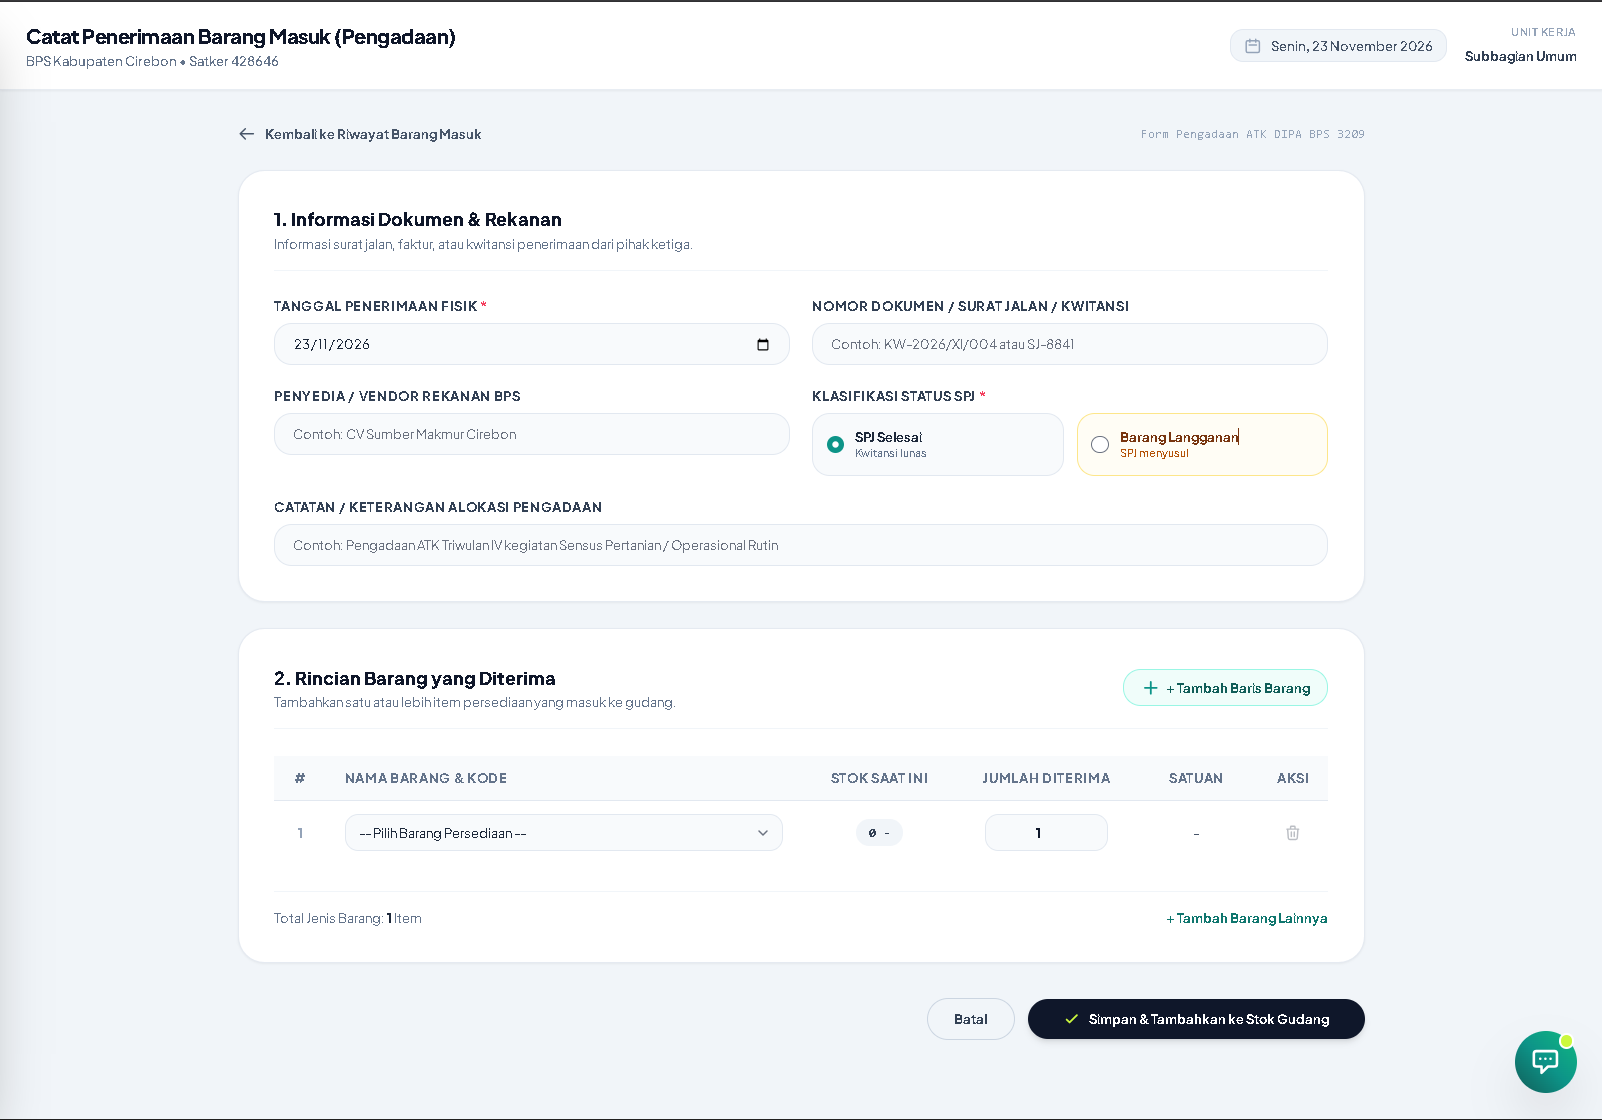 Catat Penerimaan Barang Masuk (Pengadaan)
BPS Kabupaten Cirebon • Satker 428646
Senin, 23 November 2026
UNIT KERJA
Subbagian Umum
Kembali ke Riwayat Barang Masuk
Form Pengadaan ATK DIPA BPS 3209
1. Informasi Dokumen & Rekanan
Informasi surat jalan, faktur, atau kwitansi penerimaan dari pihak ketiga.
TANGGAL PENERIMAAN FISIK *
NOMOR DOKUMEN / SURAT JALAN / KWITANSI
23/11/2026
Contoh: KW-2026/XI/004 atau SJ-8841
PENYEDIA / VENDOR REKANAN BPS
KLASIFIKASI STATUS SPJ *
Contoh: CV Sumber Makmur Cirebon
SPJ Selesai
Kwitansi lunas
Barang Langganan
SPJ menyusul
CATATAN / KETERANGAN ALOKASI PENGADAAN
Contoh: Pengadaan ATK Triwulan IV kegiatan Sensus Pertanian / Operasional Rutin
2. Rincian Barang yang Diterima
Tambahkan satu atau lebih item persediaan yang masuk ke gudang.
+ Tambah Baris Barang
# NAMA BARANG & KODE STOK SAAT INI JUMLAH DITERIMA SATUAN AKSI
1 -- Pilih Barang Persediaan -- 0 - 1 -
Total Jenis Barang: 1 Item
+ Tambah Barang Lainnya
Batal
Simpan & Tambahkan ke Stok Gudang